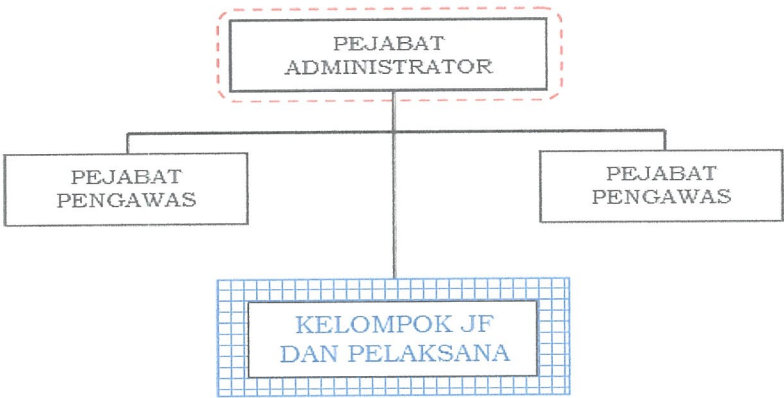 PEJABAT
ADMINISTRATOR
PEJABAT
PENGAWAS
PEJABAT
PENGAWAS
KELOMPOK JF
DAN PELAKSANA